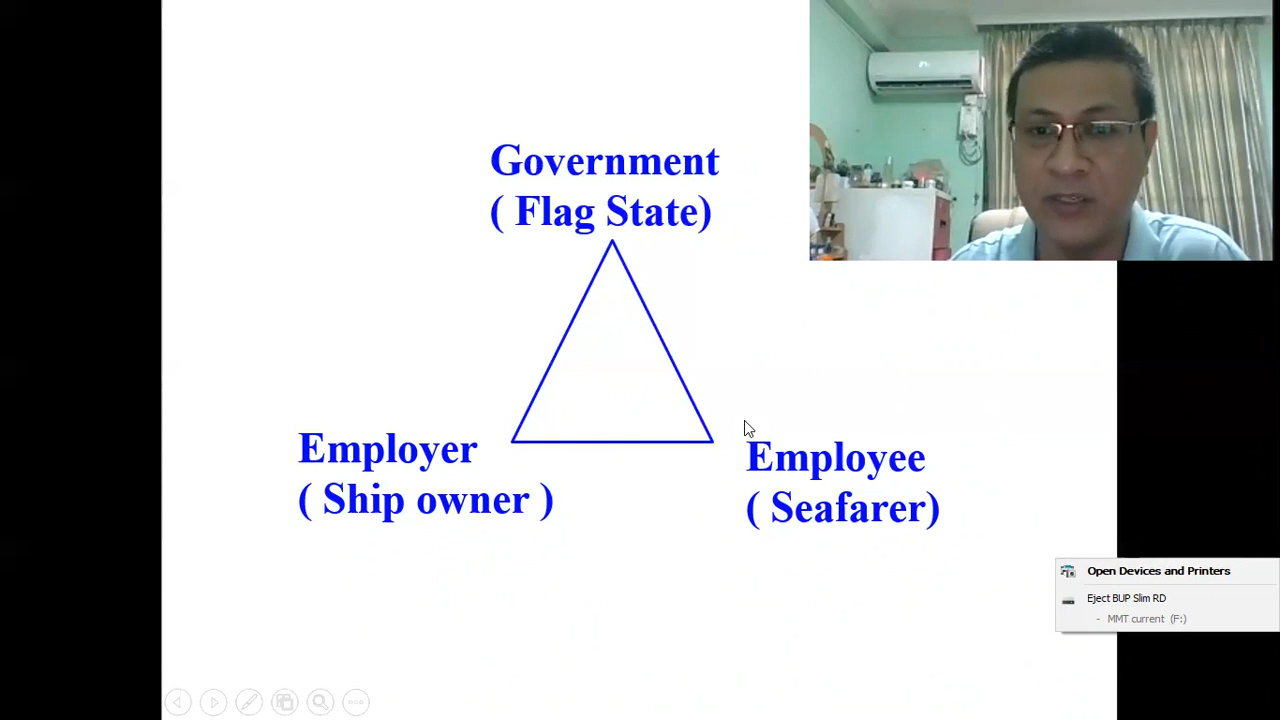 Government
( Flag State)
Employer
( Ship owner )
Employee
( Seafarer)
Open Devices and Printers
Eject BUP Slim RD
- MMT current (F:)